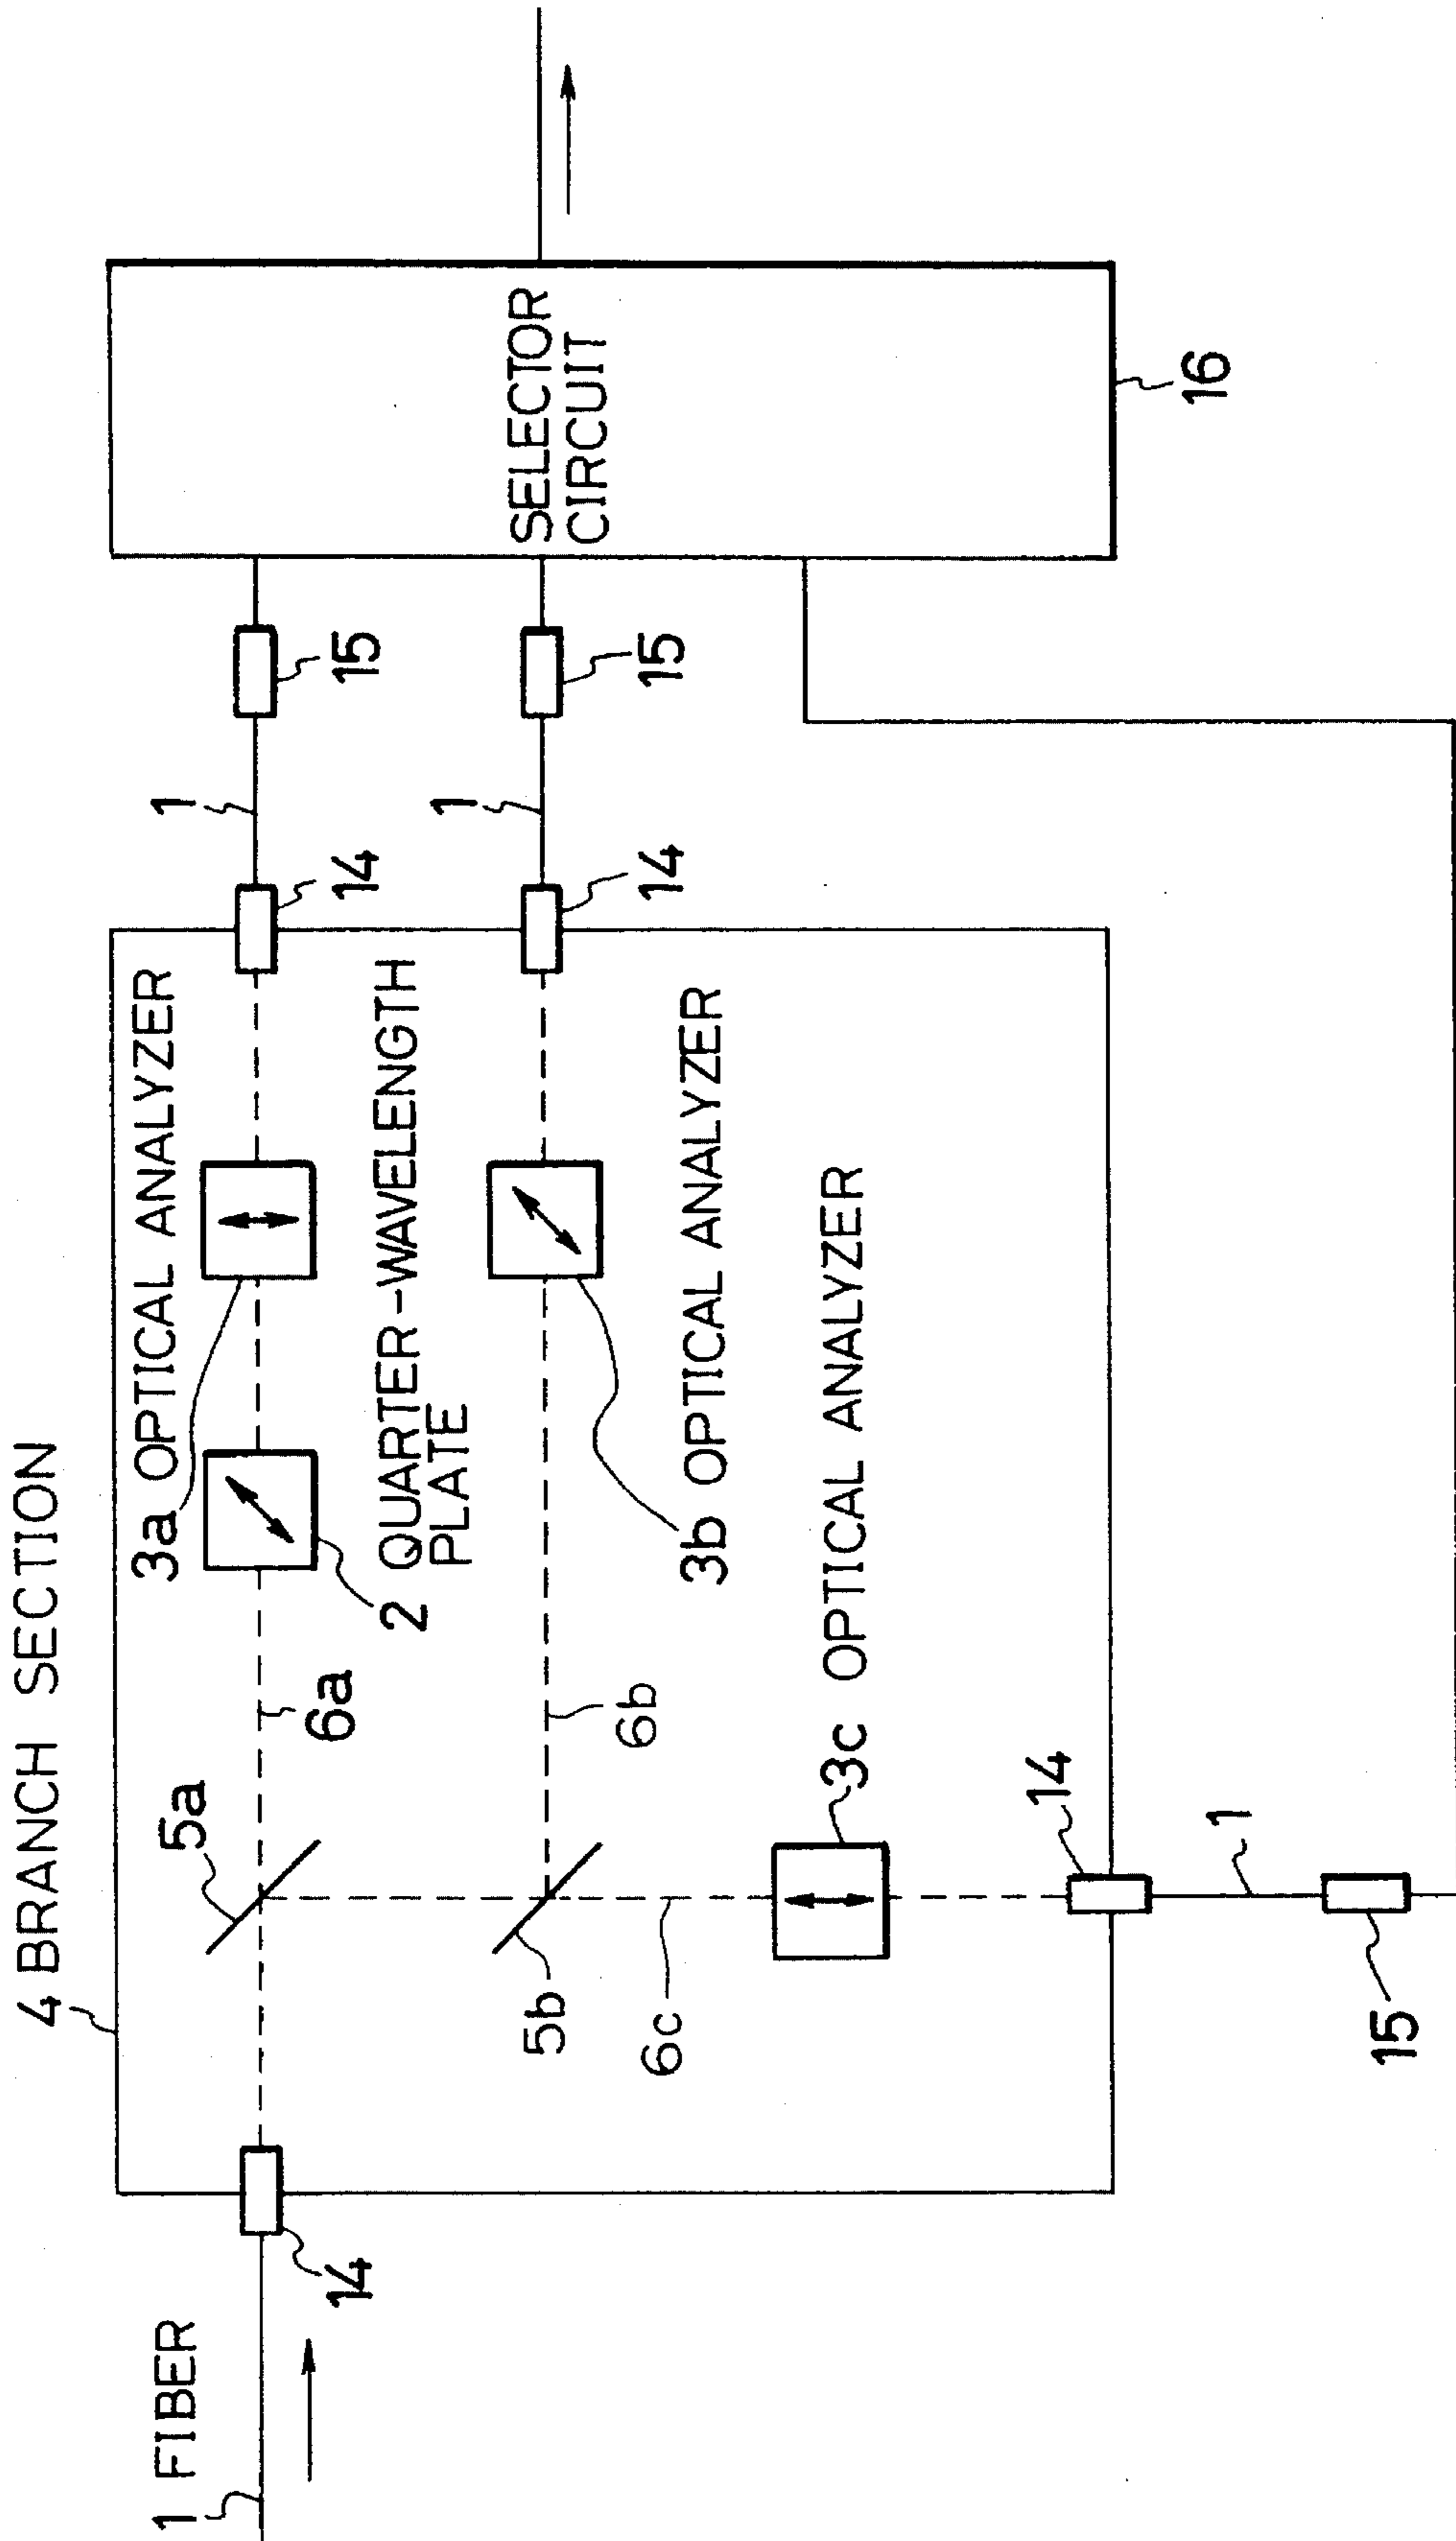 4 BRANCH SECTION
1 FIBER
14
5a
6a
3a OPTICAL ANALYZER
2 QUARTER-WAVELENGTH
PLATE
14
1
15
5b
6b
3b OPTICAL ANALYZER
14
1
15
6c
3c OPTICAL ANALYZER
14
1
15
SELECTOR
CIRCUIT
16